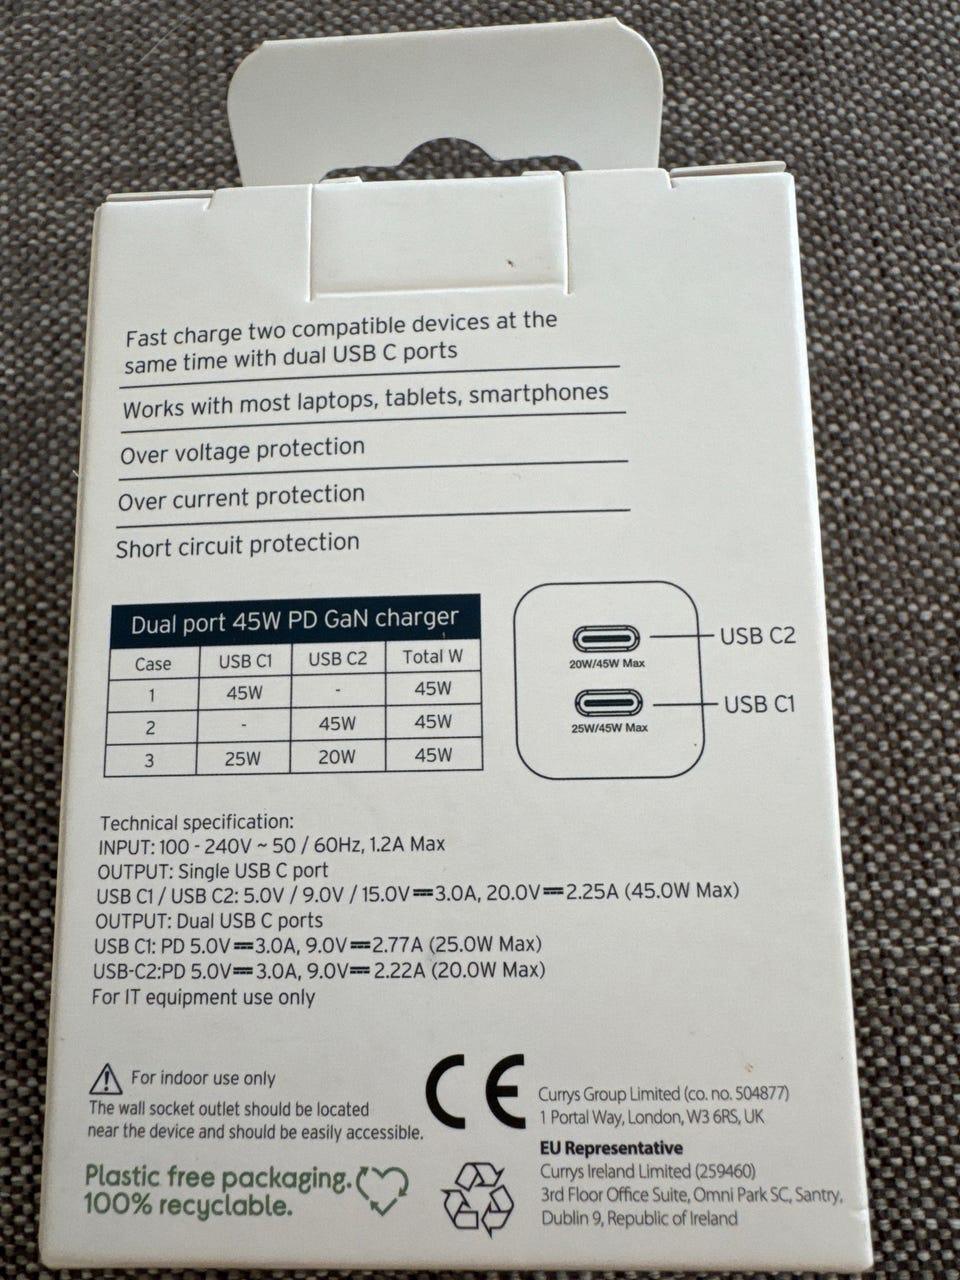 Fast charge two compatible devices at the
same time with dual USB C ports
Works with most laptops, tablets, smartphones
Over voltage protection
Over current protection
Short circuit protection
Dual port 45W PD GaN charger
Case USB C1 USB C2 Total W
1 45W - 45W
2 - 45W 45W
3 25W 20W 45W
USB C2
20W/45W Max
USB C1
25W/45W Max
Technical specification:
INPUT: 100 - 240V ~ 50 / 60Hz, 1.2A Max
OUTPUT: Single USB C port
USB C1 / USB C2: 5.0V / 9.0V / 15.0V⎓3.0A, 20.0V⎓2.25A (45.0W Max)
OUTPUT: Dual USB C ports
USB C1: PD 5.0V⎓3.0A, 9.0V⎓2.77A (25.0W Max)
USB-C2:PD 5.0V⎓3.0A, 9.0V⎓2.22A (20.0W Max)
For IT equipment use only
For indoor use only
The wall socket outlet should be located
near the device and should be easily accessible.
Plastic free packaging.
100% recyclable.
CE
Currys Group Limited (co. no. 504877)
1 Portal Way, London, W3 6RS, UK
EU Representative
Currys Ireland Limited (259460)
3rd Floor Office Suite, Omni Park SC, Santry,
Dublin 9, Republic of Ireland